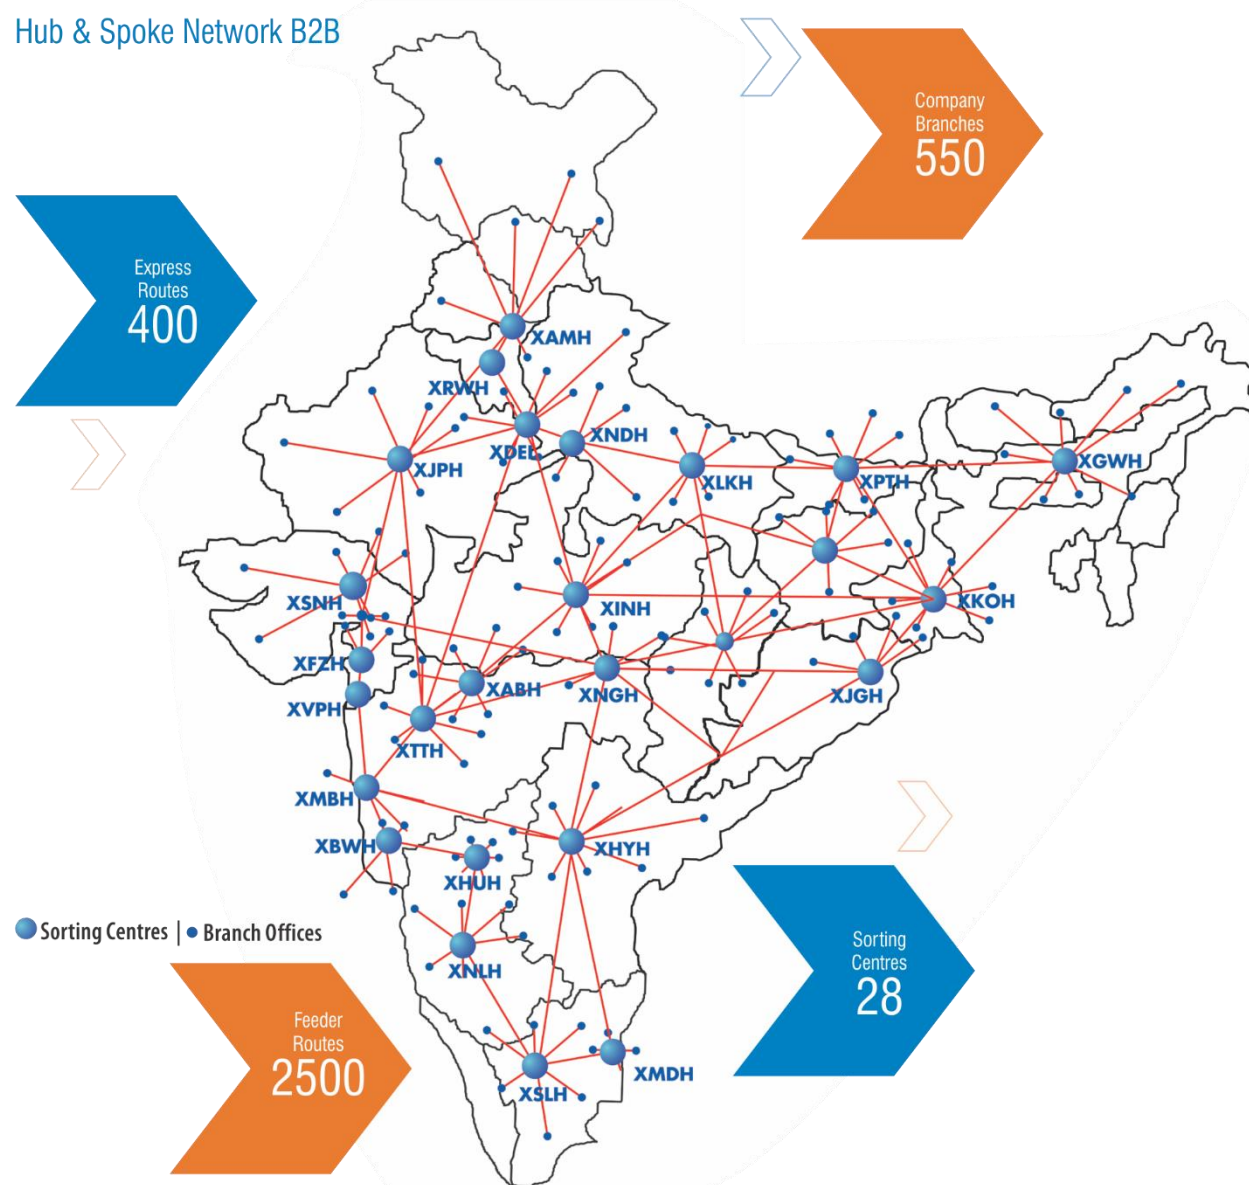 Hub & Spoke Network B2B
Company
Branches
550
Express
Routes
400
XAMH
XRWH
XNDH
XDEL
XJPH
XLKH
XPTH
XGWH
XSNH
XINH
XKOH
XFZH
XABH
XNGH
XJGH
XVPH
XTTH
XMBH
XBWH
XHYH
XHUH
Sorting Centres | Branch Offices
XNLH
Sorting
Centres
28
Feeder
Routes
2500
XMDH
XSLH